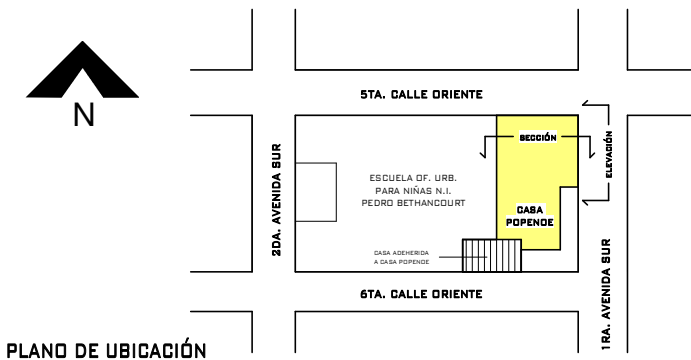 N
5TA. CALLE ORIENTE
SECCIÓN
ELEVACIÓN
2DA. AVENIDA SUR
ESCUELA OF. URB.
PARA NIÑAS N.I.
PEDRO BETHANCOURT
CASA
POPENOE
CASA ADEHERIDA
A CASA POPENOE
1RA. AVENIDA SUR
6TA. CALLE ORIENTE
PLANO DE UBICACIÓN